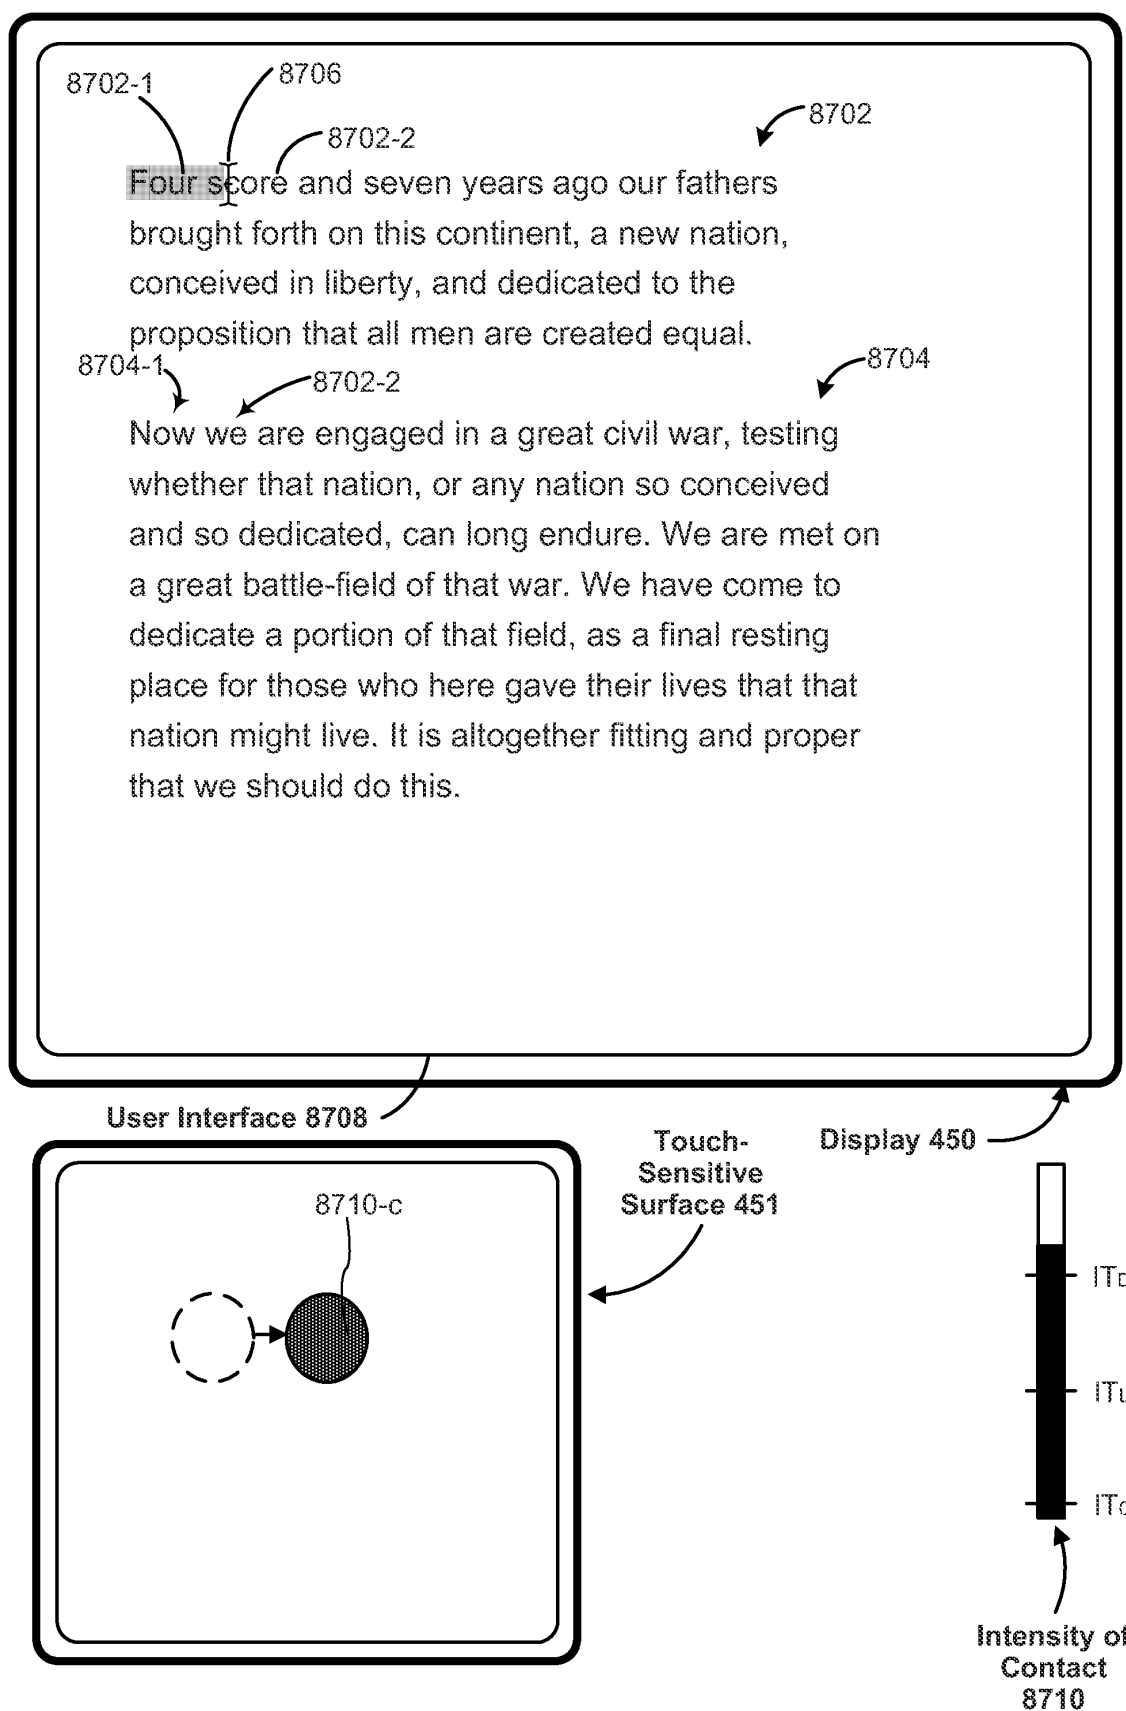 8702-1
8706
8702-2
8702
Four score and seven years ago our fathers
brought forth on this continent, a new nation,
conceived in liberty, and dedicated to the
proposition that all men are created equal.
8704-1
8702-2
8704
Now we are engaged in a great civil war, testing
whether that nation, or any nation so conceived
and so dedicated, can long endure. We are met on
a great battle-field of that war. We have come to
dedicate a portion of that field, as a final resting
place for those who here gave their lives that that
nation might live. It is altogether fitting and proper
that we should do this.
User Interface 8708
Display 450
Touch-
Sensitive
Surface 451
8710-c
ITD
ITL
IT0
Intensity of
Contact
8710